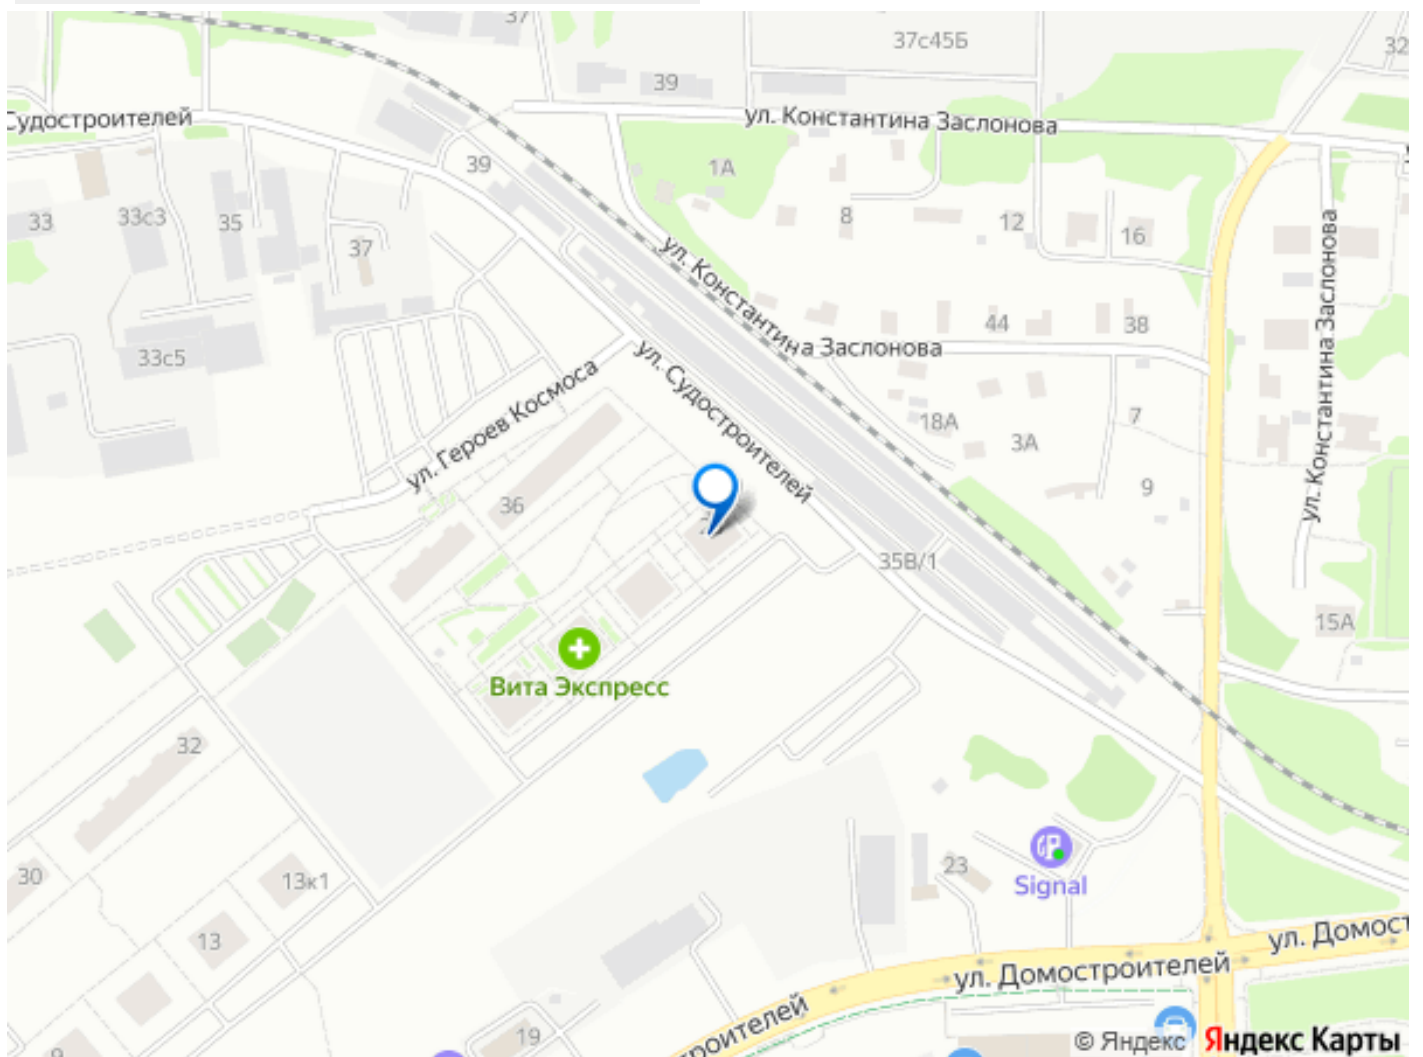 37
37с45Б
32
39
Судостроителей
ул. Константина Заслонова
39
1А
33
33с3
35
8
12
16
37
ул. Константина Заслонова
ул. Константина Заслонова
44
38
33с5
ул. Судостроителей
ул. Героев Космоса
18А
7
3А
36
9
35В/1
15А
Вита Экспресс
32
30
13к1
23
Signal
13
ул. Домостроителей
ул. Домост
19
9
строителей
© Яндекс Яндекс Карты